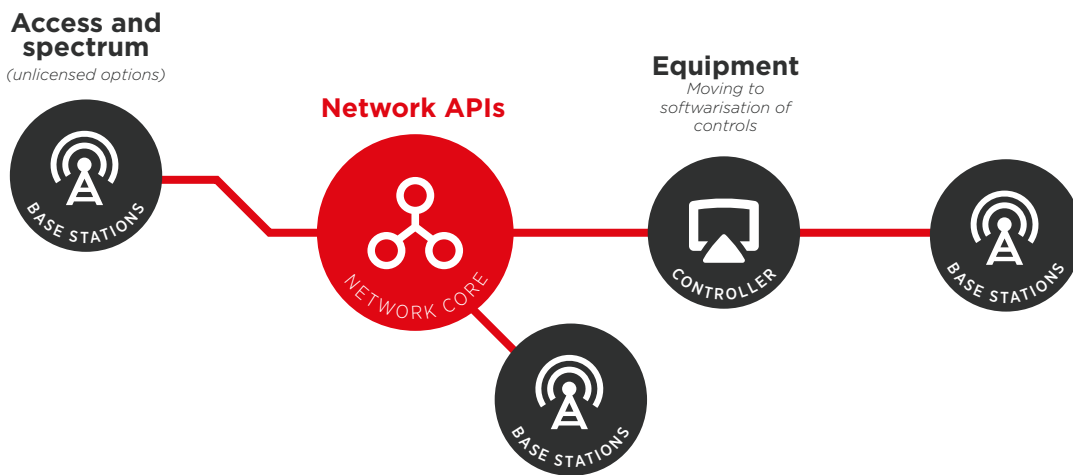 Access and
spectrum
(unlicensed options)
BASE STATIONS
Network APIs
NETWORK CORE
Equipment
Moving to
softwarisation of
controls
CONTROLLER
BASE STATIONS
BASE STATIONS